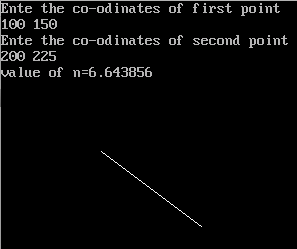 Ente the co-odinates of first point
100 150
Ente the co-odinates of second point
200 225
value of n=6.643856